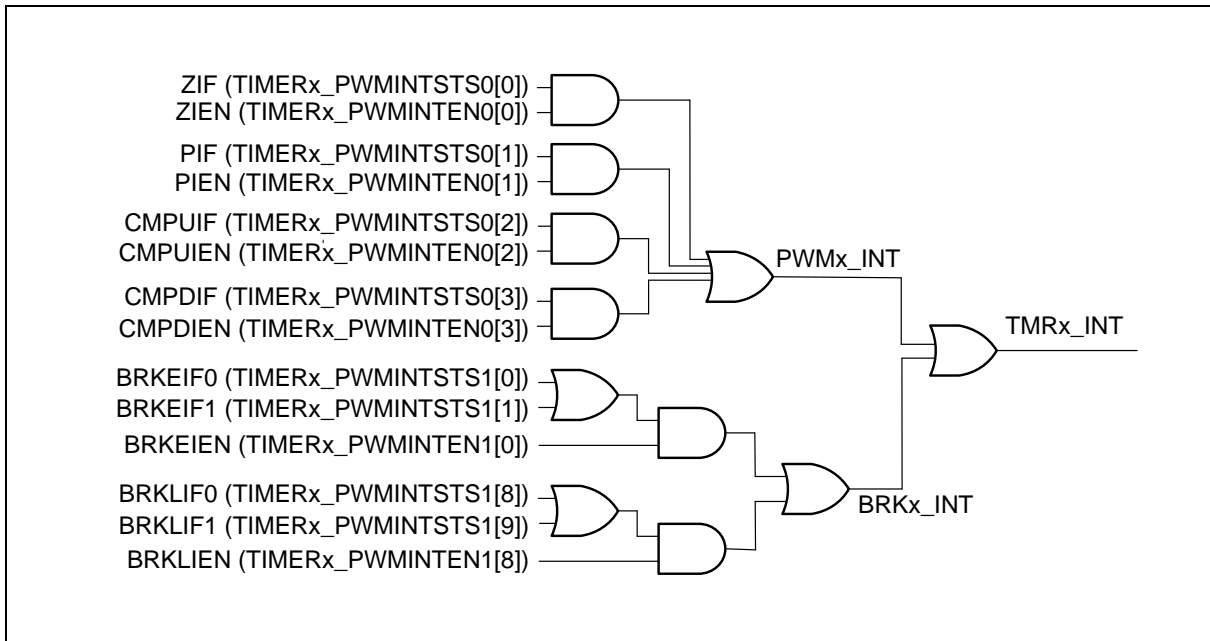 ZIF (TIMERx_PWMINTSTS0[0])
ZIEN (TIMERx_PWMINTEN0[0])
PIF (TIMERx_PWMINTSTS0[1])
PIEN (TIMERx_PWMINTEN0[1])
CMPUIF (TIMERx_PWMINTSTS0[2])
CMPUIEN (TIMERx_PWMINTEN0[2])
CMPDIF (TIMERx_PWMINTSTS0[3])
CMPDIEN (TIMERx_PWMINTEN0[3])
BRKEIF0 (TIMERx_PWMINTSTS1[0])
BRKEIF1 (TIMERx_PWMINTSTS1[1])
BRKEIEN (TIMERx_PWMINTEN1[0])
BRKLIF0 (TIMERx_PWMINTSTS1[8])
BRKLIF1 (TIMERx_PWMINTSTS1[9])
BRKLIEN (TIMERx_PWMINTEN1[8])
PWMx_INT
BRKx_INT
TMRx_INT